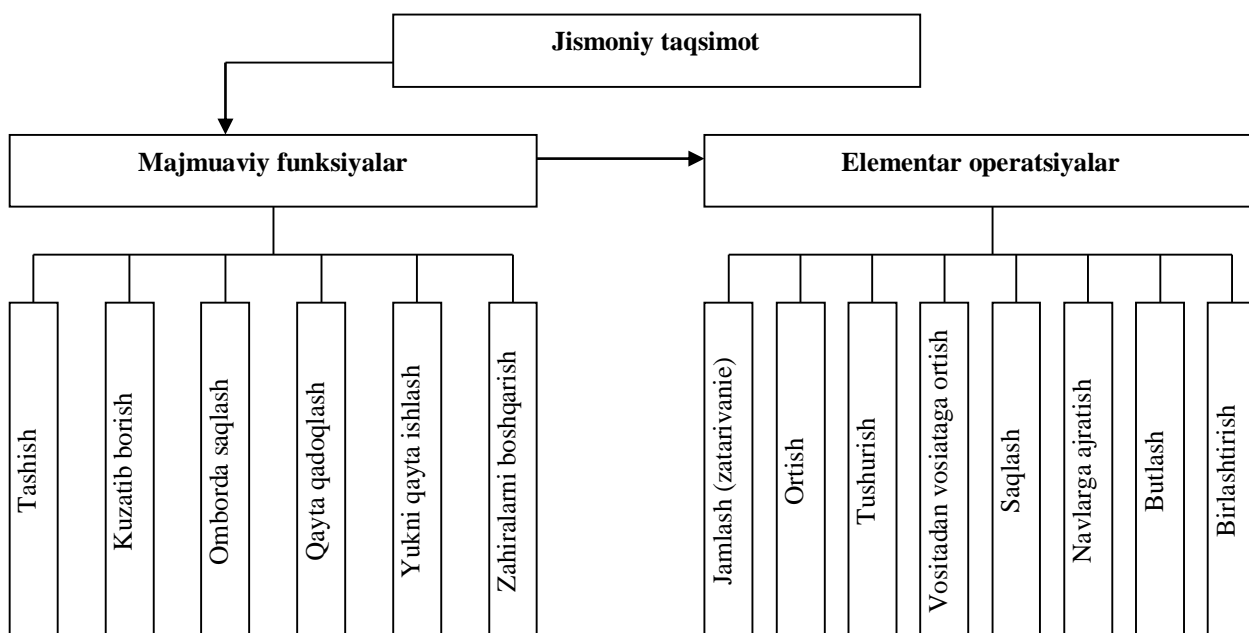 Jismoniy taqsimot
Majmuaviy funksiyalar
Elementar operatsiyalar
Tashish
Kuzatib borish
Omborda saqlash
Qayta qadoqlash
Yukni qayta ishlash
Zahiralarni boshqarish
Jamlash (zatarivanie)
Ortish
Tushurish
Vositadan vosiataga ortish
Saqlash
Navlarga ajratish
Butlash
Birlashtirish